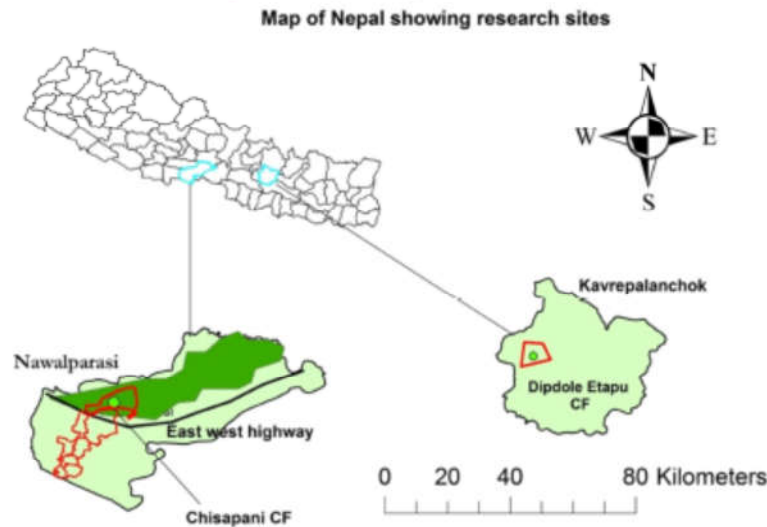 Map of Nepal showing research sites
N
W E
S
Kavrepalanchok
Nawalparasi
Dipdole Etapu
CF
East west highway
Chisapani CF
0 20 40 80 Kilometers